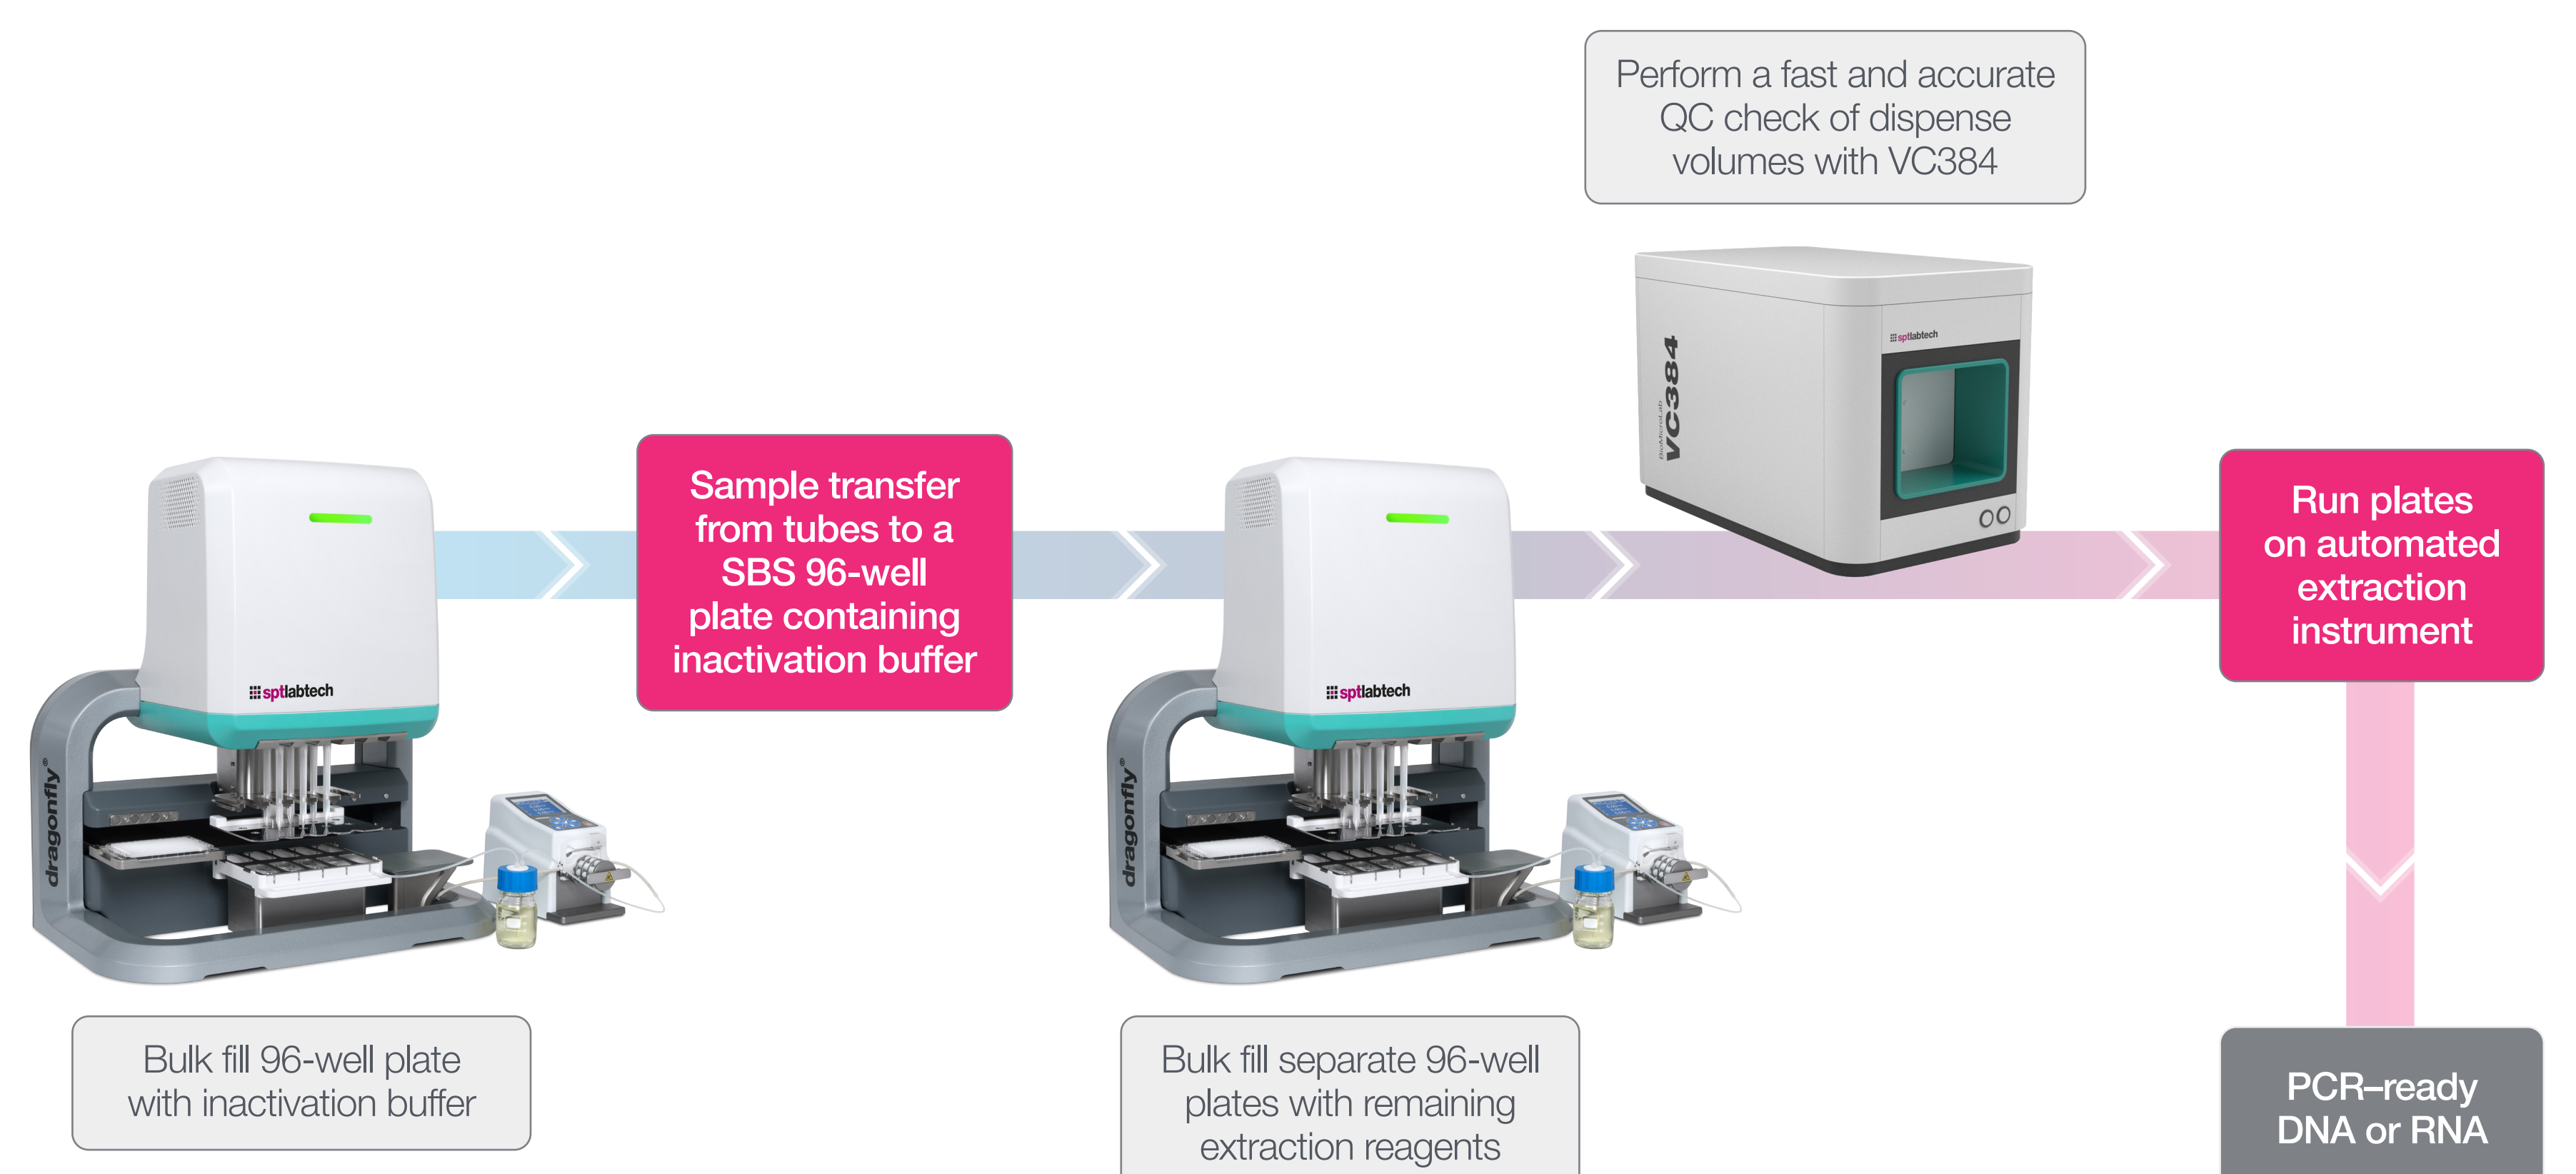 Perform a fast and accurate
QC check of dispense
volumes with VC384
sptlabtech
BioMicroLab
VC384
Sample transfer
from tubes to a
SBS 96-well
plate containing
inactivation buffer
Run plates
on automated
extraction
instrument
sptlabtech
dragonfly®
sptlabtech
dragonfly®
Bulk fill 96-well plate
with inactivation buffer
Bulk fill separate 96-well
plates with remaining
extraction reagents
PCR–ready
DNA or RNA